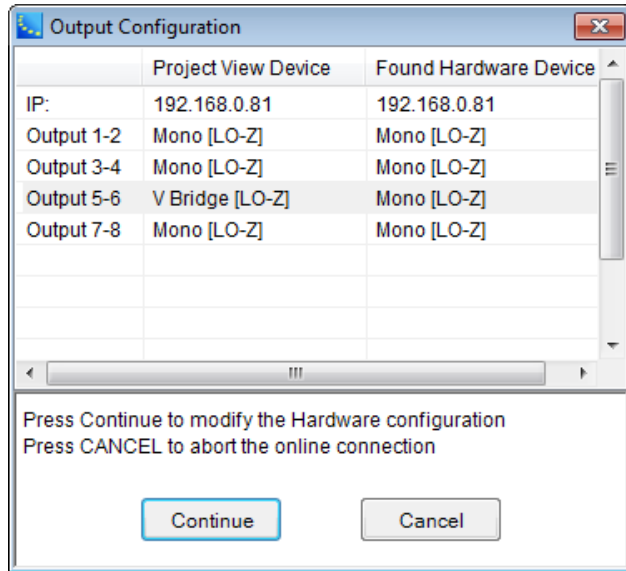 Output Configuration
Project View Device Found Hardware Device
IP: 192.168.0.81 192.168.0.81
Output 1-2 Mono [LO-Z] Mono [LO-Z]
Output 3-4 Mono [LO-Z] Mono [LO-Z]
Output 5-6 V Bridge [LO-Z] Mono [LO-Z]
Output 7-8 Mono [LO-Z] Mono [LO-Z]
Press Continue to modify the Hardware configuration
Press CANCEL to abort the online connection
Continue Cancel